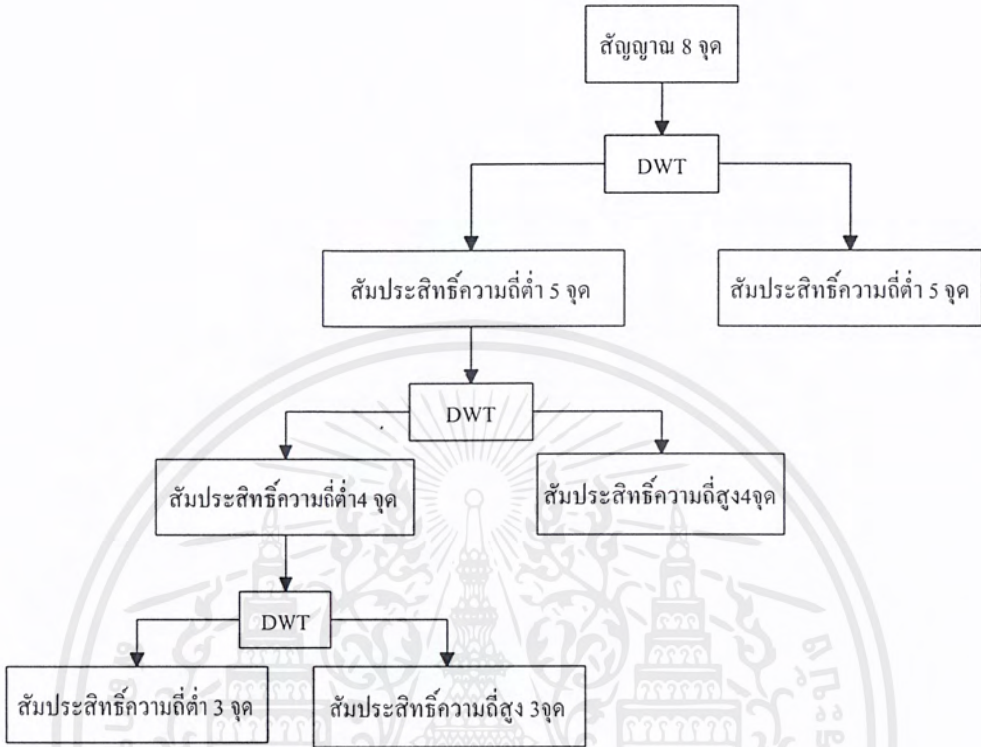 สัญญาณ 8 จุด
DWT
สัมประสิทธิ์ความถี่ต่ำ 5 จุด
สัมประสิทธิ์ความถี่ต่ำ 5 จุด
DWT
สัมประสิทธิ์ความถี่ต่ำ4 จุด
สัมประสิทธิ์ความถี่สูง4จุด
DWT
สัมประสิทธิ์ความถี่ต่ำ 3 จุด
สัมประสิทธิ์ความถี่สูง 3จุด